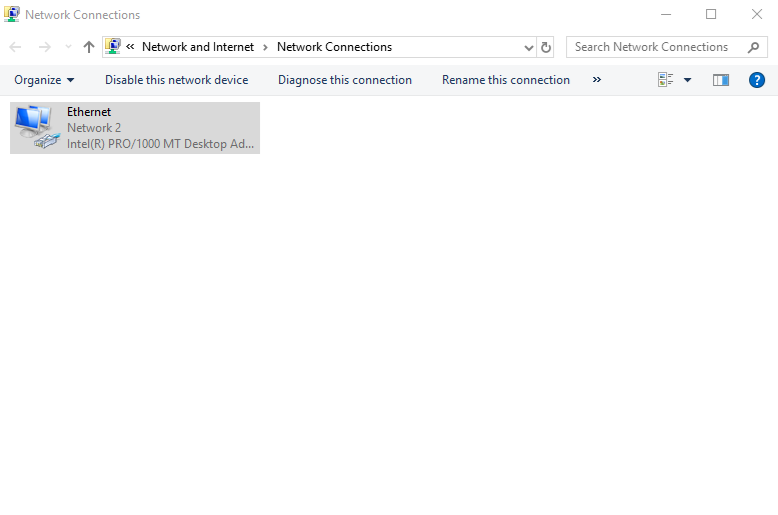 Network Connections
« Network and Internet > Network Connections
Search Network Connections
Organize Disable this network device Diagnose this connection Rename this connection » ?
Ethernet
Network 2
Intel(R) PRO/1000 MT Desktop Ad...